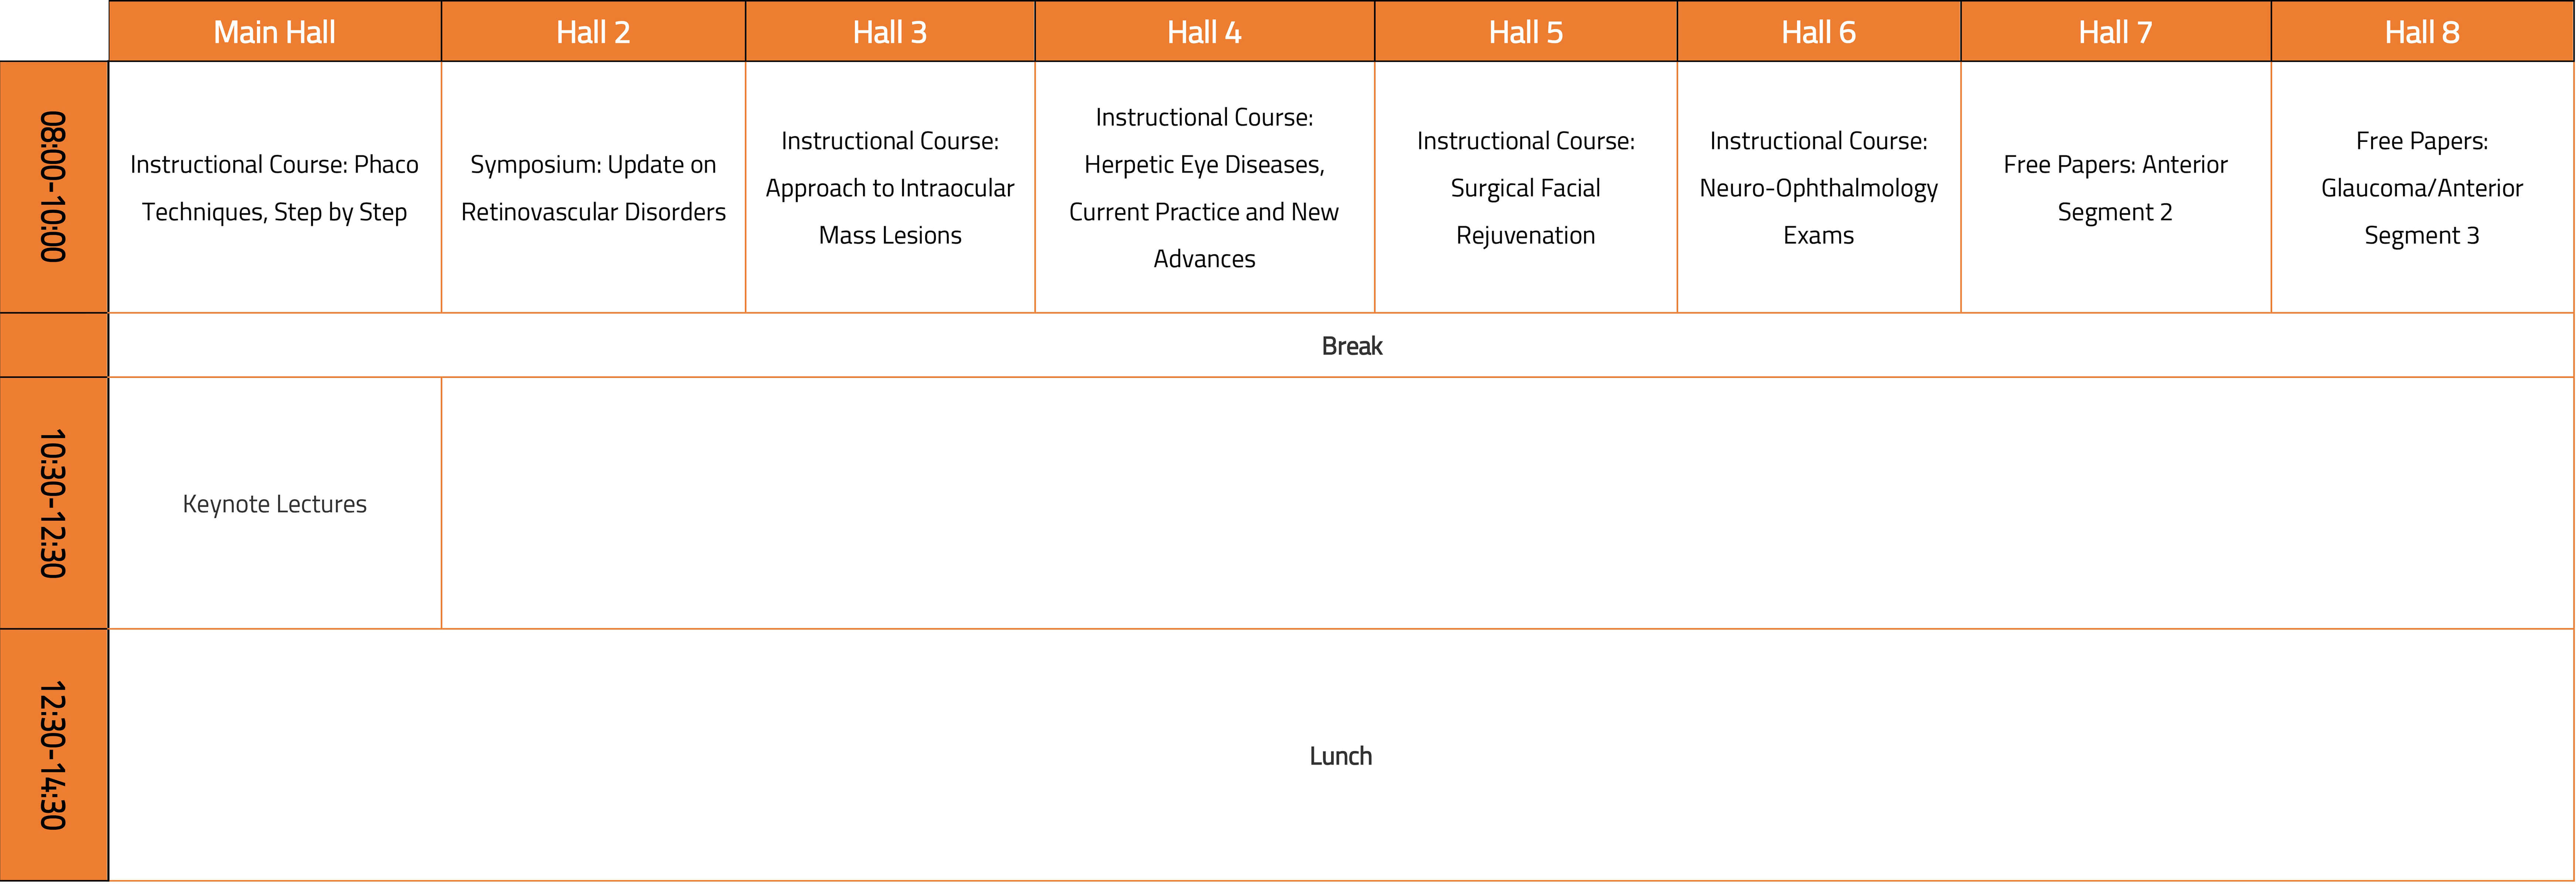 Main Hall
Hall 2
Hall 3
Hall 4
Hall 5
Hall 6
Hall 7
Hall 8
08:00-10:00
Instructional Course: Phaco
Techniques, Step by Step
Symposium: Update on
Retinovascular Disorders
Instructional Course:
Approach to Intraocular
Mass Lesions
Instructional Course:
Herpetic Eye Diseases,
Current Practice and New
Advances
Instructional Course:
Surgical Facial
Rejuvenation
Instructional Course:
Neuro-Ophthalmology
Exams
Free Papers: Anterior
Segment 2
Free Papers:
Glaucoma/Anterior
Segment 3
Break
10:30-12:30
Keynote Lectures
12:30-14:30
Lunch